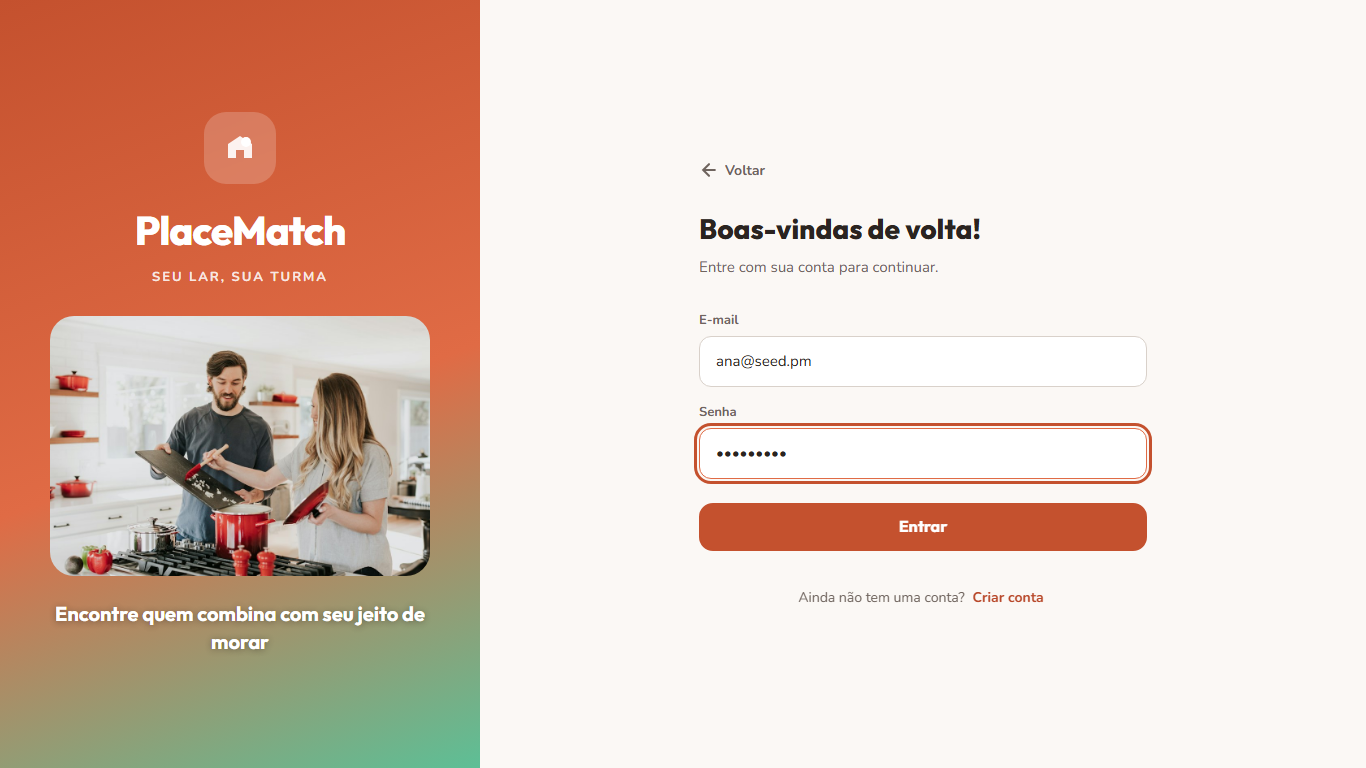 PlaceMatch
SEU LAR, SUA TURMA
Encontre quem combina com seu jeito de
morar
Voltar
Boas-vindas de volta!
Entre com sua conta para continuar.
E-mail
ana@seed.pm
Senha
•••••••••
Entrar
Ainda não tem uma conta? Criar conta